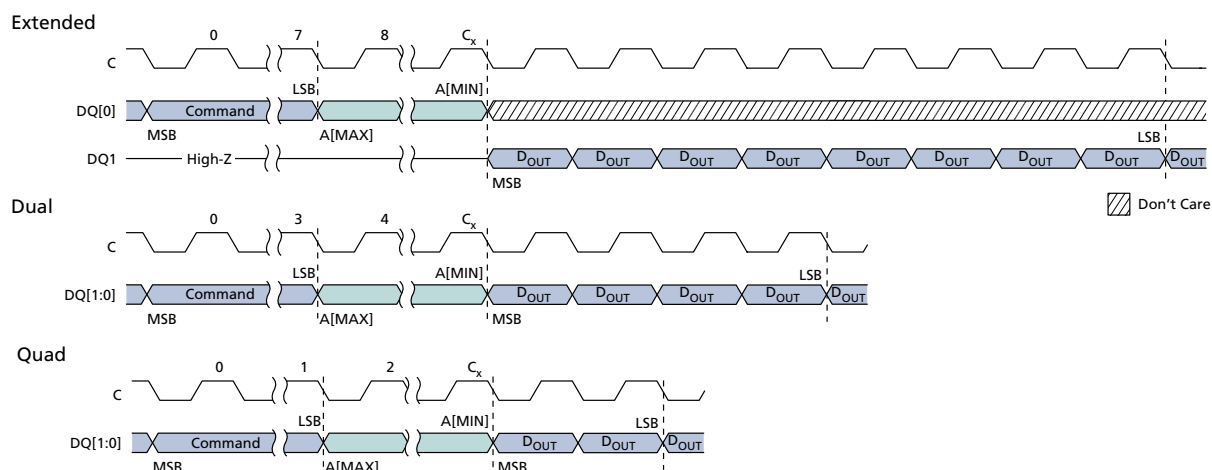 Extended
0 7 8 Cx
C
LSB A[MIN]
DQ[0] Command
MSB A[MAX] LSB
DQ1 High-Z DOUT DOUT DOUT DOUT DOUT DOUT DOUT DOUT DOUT
MSB
Don't Care
Dual
0 3 4 Cx
C
LSB A[MIN] LSB
DQ[1:0] Command DOUT DOUT DOUT DOUT DOUT
MSB A[MAX] MSB
Quad
0 1 2 Cx
C
LSB A[MIN] LSB
DQ[1:0] Command DOUT DOUT DOUT
MSB A[MAX] MSB